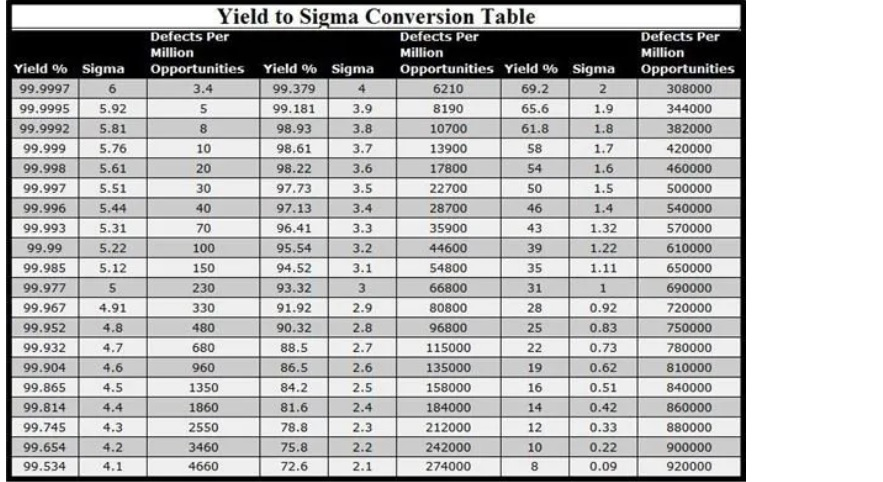 Yield to Sigma Conversion Table
Yield % Sigma Defects Per Million Opportunities Yield % Sigma Defects Per Million Opportunities Yield % Sigma Defects Per Million Opportunities
99.9997 6 3.4 99.379 4 6210 69.2 2 308000
99.9995 5.92 5 99.181 3.9 8190 65.6 1.9 344000
99.9992 5.81 8 98.93 3.8 10700 61.8 1.8 382000
99.999 5.76 10 98.61 3.7 13900 58 1.7 420000
99.998 5.61 20 98.22 3.6 17800 54 1.6 460000
99.997 5.51 30 97.73 3.5 22700 50 1.5 500000
99.996 5.44 40 97.13 3.4 28700 46 1.4 540000
99.993 5.31 70 96.41 3.3 35900 43 1.32 570000
99.99 5.22 100 95.54 3.2 44600 39 1.22 610000
99.985 5.12 150 94.52 3.1 54800 35 1.11 650000
99.977 5 230 93.32 3 66800 31 1 690000
99.967 4.91 330 91.92 2.9 80800 28 0.92 720000
99.952 4.8 480 90.32 2.8 96800 25 0.83 750000
99.932 4.7 680 88.5 2.7 115000 22 0.73 780000
99.904 4.6 960 86.5 2.6 135000 19 0.62 810000
99.865 4.5 1350 84.2 2.5 158000 16 0.51 840000
99.814 4.4 1860 81.6 2.4 184000 14 0.42 860000
99.745 4.3 2550 78.8 2.3 212000 12 0.33 880000
99.654 4.2 3460 75.8 2.2 242000 10 0.22 900000
99.534 4.1 4660 72.6 2.1 274000 8 0.09 920000